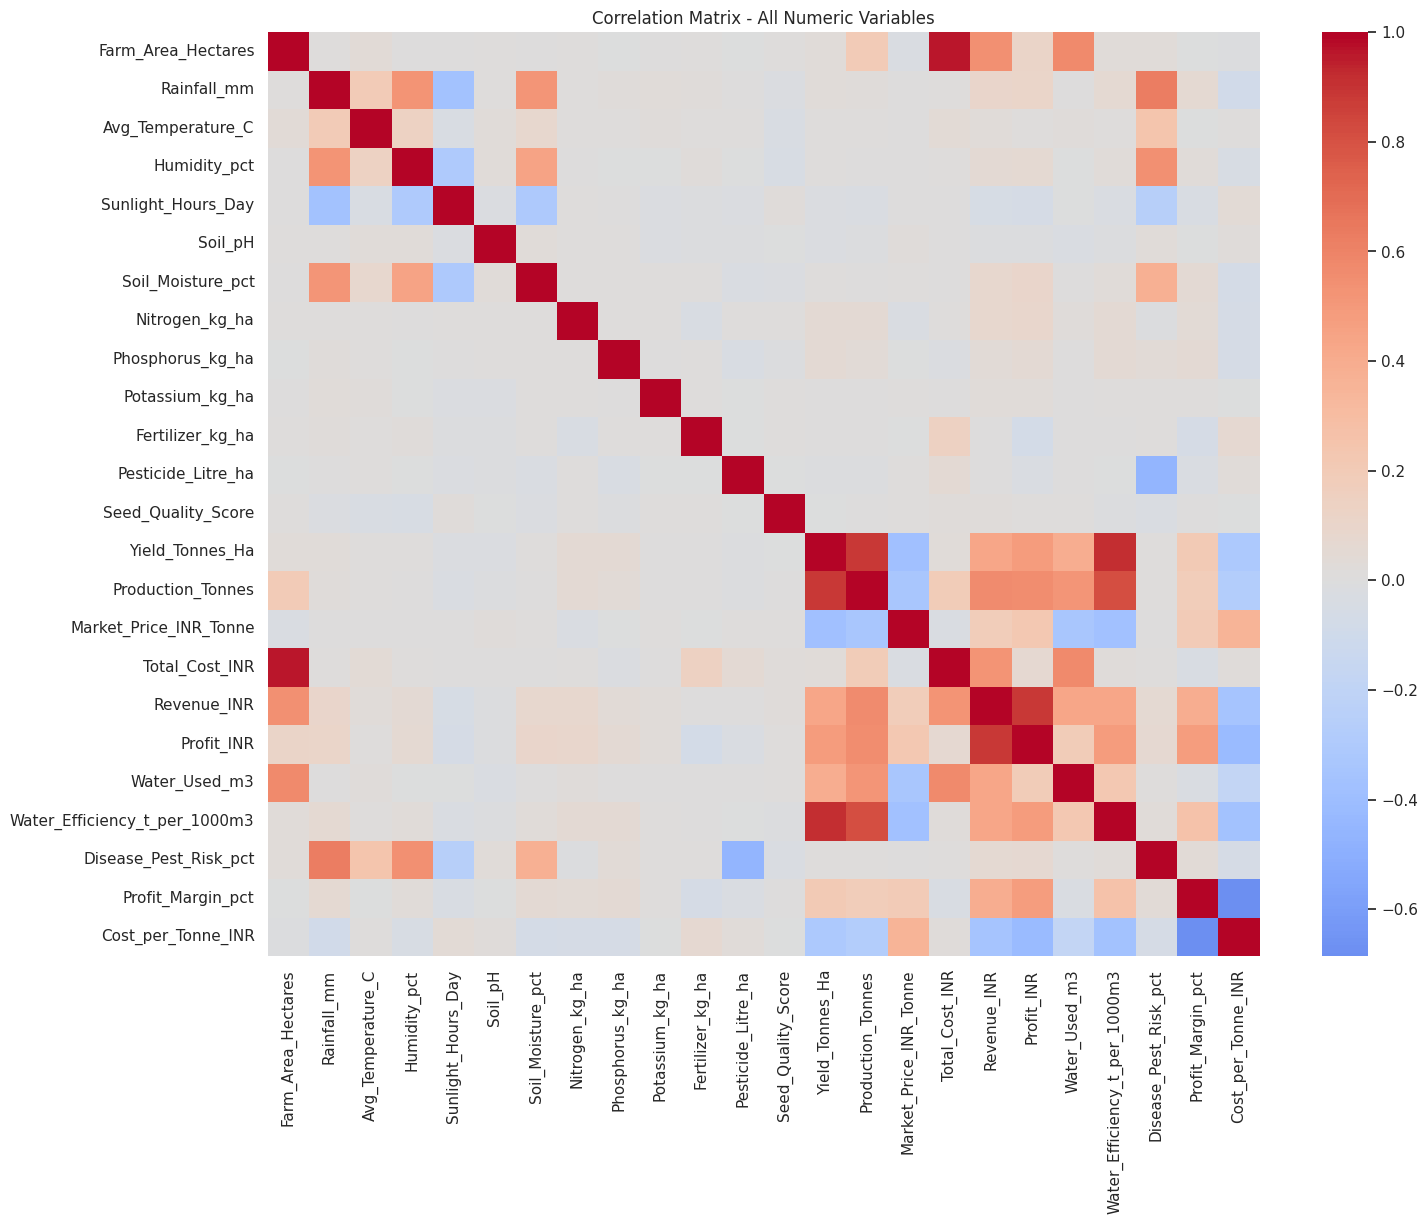 Correlation Matrix - All Numeric Variables
Farm_Area_Hectares
Rainfall_mm
Avg_Temperature_C
Humidity_pct
Sunlight_Hours_Day
Soil_pH
Soil_Moisture_pct
Nitrogen_kg_ha
Phosphorus_kg_ha
Potassium_kg_ha
Fertilizer_kg_ha
Pesticide_Litre_ha
Seed_Quality_Score
Yield_Tonnes_Ha
Production_Tonnes
Market_Price_INR_Tonne
Total_Cost_INR
Revenue_INR
Profit_INR
Water_Used_m3
Water_Efficiency_t_per_1000m3
Disease_Pest_Risk_pct
Profit_Margin_pct
Cost_per_Tonne_INR
Farm_Area_Hectares
Rainfall_mm
Avg_Temperature_C
Humidity_pct
Sunlight_Hours_Day
Soil_pH
Soil_Moisture_pct
Nitrogen_kg_ha
Phosphorus_kg_ha
Potassium_kg_ha
Fertilizer_kg_ha
Pesticide_Litre_ha
Seed_Quality_Score
Yield_Tonnes_Ha
Production_Tonnes
Market_Price_INR_Tonne
Total_Cost_INR
Revenue_INR
Profit_INR
Water_Used_m3
Water_Efficiency_t_per_1000m3
Disease_Pest_Risk_pct
Profit_Margin_pct
Cost_per_Tonne_INR
1.0
0.8
0.6
0.4
0.2
0.0
−0.2
−0.4
−0.6